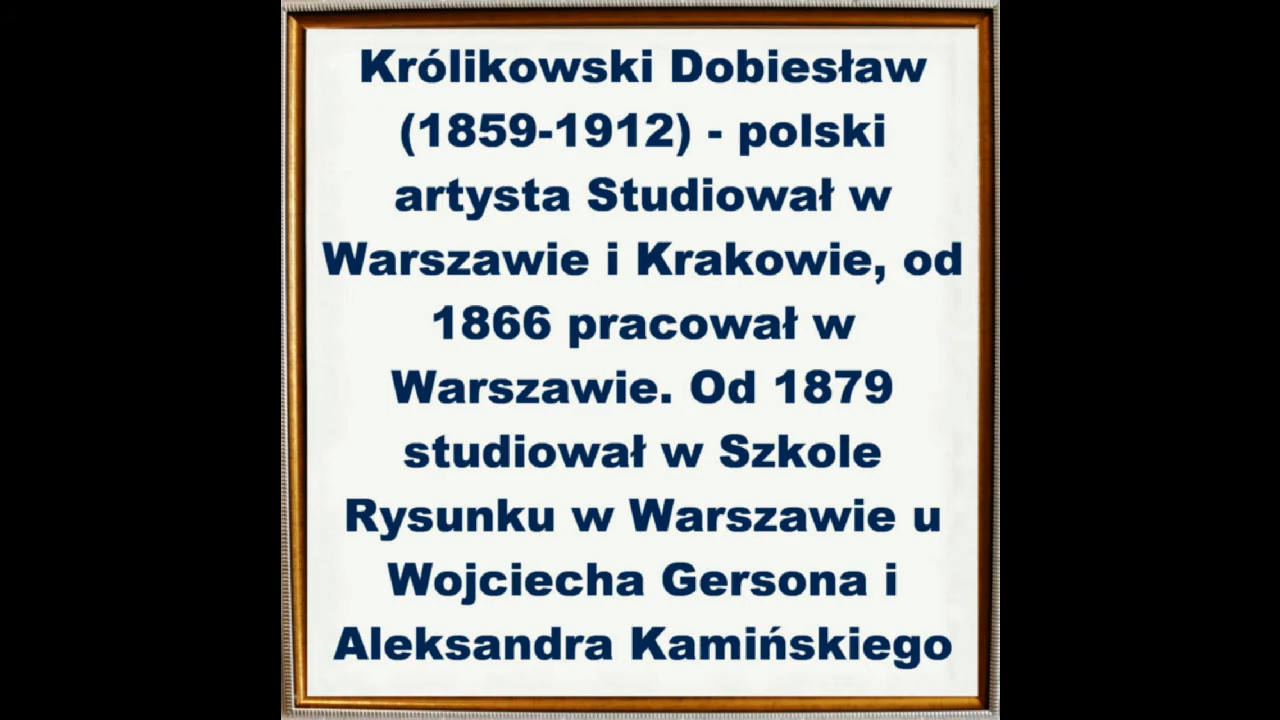 Królikowski Dobiesław
(1859-1912) - polski
artysta Studiował w
Warszawie i Krakowie, od
1866 pracował w
Warszawie. Od 1879
studiował w Szkole
Rysunku w Warszawie u
Wojciecha Gersona i
Aleksandra Kamińskiego